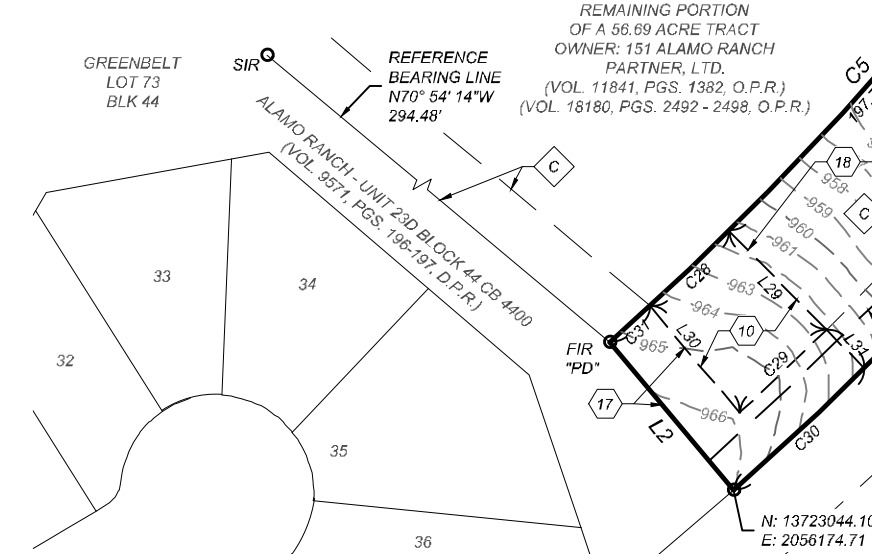 REMAINING PORTION
OF A 56.69 ACRE TRACT
OWNER: 151 ALAMO RANCH
PARTNER, LTD.
(VOL. 11841, PGS. 1382, O.P.R.)
(VOL. 18180, PGS. 2492 - 2498, O.P.R.)
GREENBELT
LOT 73
BLK 44
SIR
REFERENCE
BEARING LINE
N70° 54' 14"W
294.48'
ALAMO RANCH - UNIT 23D BLOCK 44 CB 4400
(VOL. 9571, PGS. 196-197, D.P.R.)
C
C5
197.
18
958
C
959
960
961
963
964
965
966
C28
L29
C31
L30
10
C29
L31
FIR
"PD"
17
L2
C30
32
33
34
35
36
N: 13723044.10
E: 2056174.71